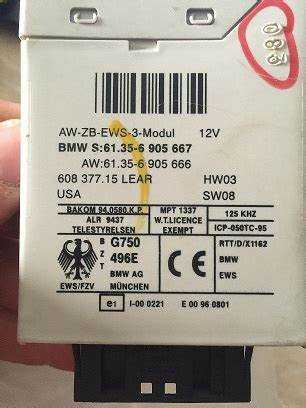 AW-ZB-EWS-3-Modul 12V
BMW S:61.35-6 905 667
AW:61.35-6 905 666
608 377.15 LEAR HW03
USA SW08
BAKOM 94.0580.K.P.
ALR 9437
TELESTYRELSEN
MPT 1337
W.T.LICENCE
EXEMPT
125 KHZ
ICP-050TC-95
EWS/FZV
B Z T
G750
496E
BMW AG
MÜNCHEN
CE
RTT/D/X1162
BMW
EWS
e1 I-00 0221 E 00 96 0801